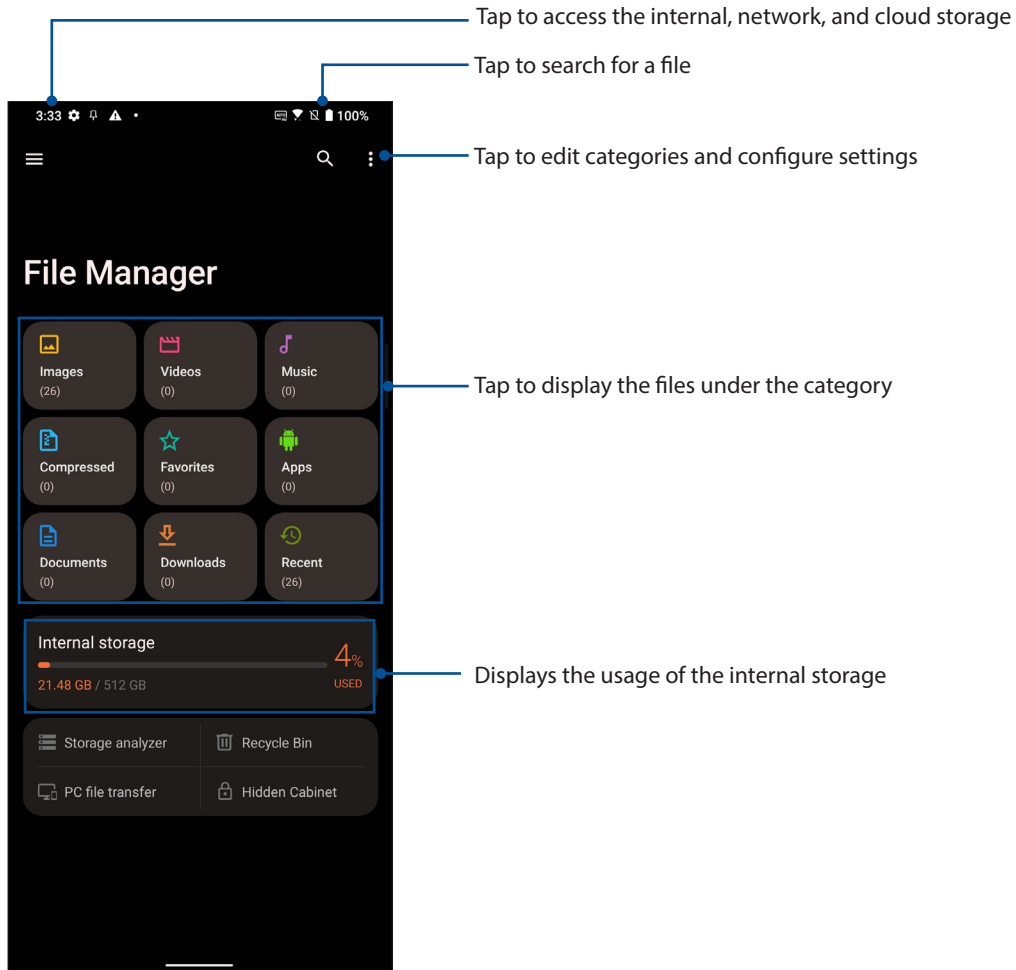 Tap to access the internal, network, and cloud storage
Tap to search for a file
3:33
100%
Tap to edit categories and configure settings
File Manager
Images
(26)
Videos
(0)
Music
(0)
Tap to display the files under the category
Compressed
(0)
Favorites
(0)
Apps
(0)
Documents
(0)
Downloads
(0)
Recent
(26)
Internal storage
4%
21.48 GB / 512 GB
USED
Displays the usage of the internal storage
Storage analyzer
Recycle Bin
PC file transfer
Hidden Cabinet